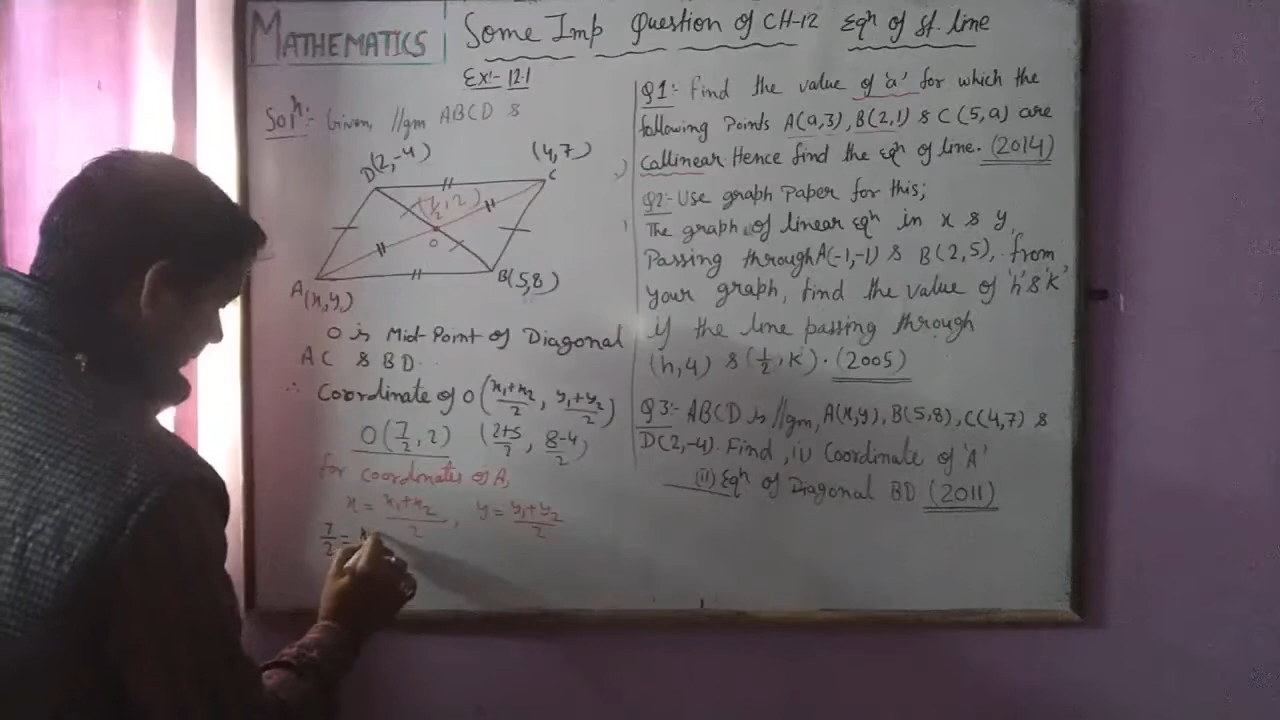 MATHEMATICS
Some Imp Question of CH-12 Eqⁿ of St. line
Ex:- 12.1
Solⁿ:- Given, //gm ABCD &
D(2,-4)
(4,7)
C
(7/2, 2)
O
A(x,y)
B(5,8)
O is Mid-Point of Diagonal
AC & BD.
∴ Coordinate of O (x₁+x₂/2, y₁+y₂/2)
O(7/2, 2) (2+5/2, 8-4/2)
for coordinates of A,
x = x₁+x₂/2, y = y₁+y₂/2
7/2 =
Q1:- Find the value of 'a' for which the
following Points A(a,3), B(2,1) & C(5,a) are
callinear. Hence find the eqⁿ of line. (2014)
Q2:- Use graph Paper for this;
The graph of linear Eqⁿ in x & y,
Passing through A(-1,-1) & B(2,5), from
your graph, find the value of 'h' & 'k'
if the line passing through
(h,4) & (1/2, k). (2005)
Q3:- ABCD is //gm, A(x,y), B(5,8), C(4,7) &
D(2,-4). Find, (i) Coordinate of 'A'
(ii) Eqⁿ of Diagonal BD (2011)